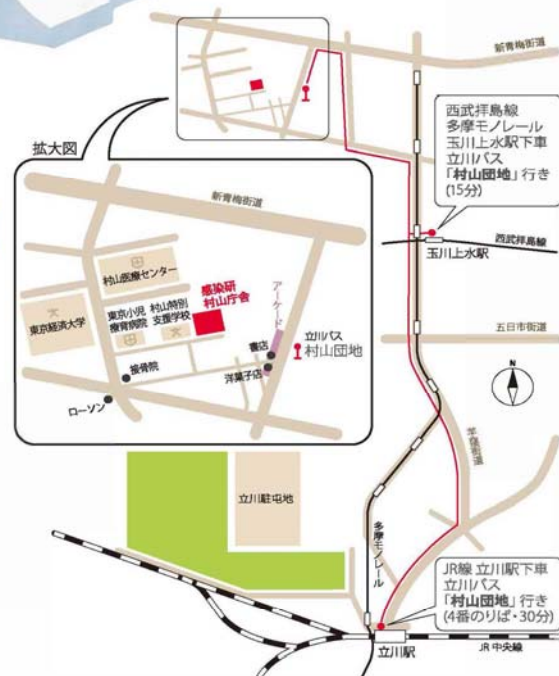 新青梅街道
西武拝島線
多摩モノレール
玉川上水駅下車
立川バス
「村山団地」行き
(15分)
拡大図
新青梅街道
西武拝島線
玉川上水駅
村山医療センター
感染研
村山庁舎
アーケード
東京小児
療育病院
村山特別
支援学校
東京経済大学
立川バス
村山団地
書店
洋菓子店
接骨院
ローソン
五日市街道
N
芋窪街道
立川駐屯地
多摩モノレール
JR線 立川駅下車
立川バス
「村山団地」行き
(4番のりば・30分)
立川駅
JR 中央線